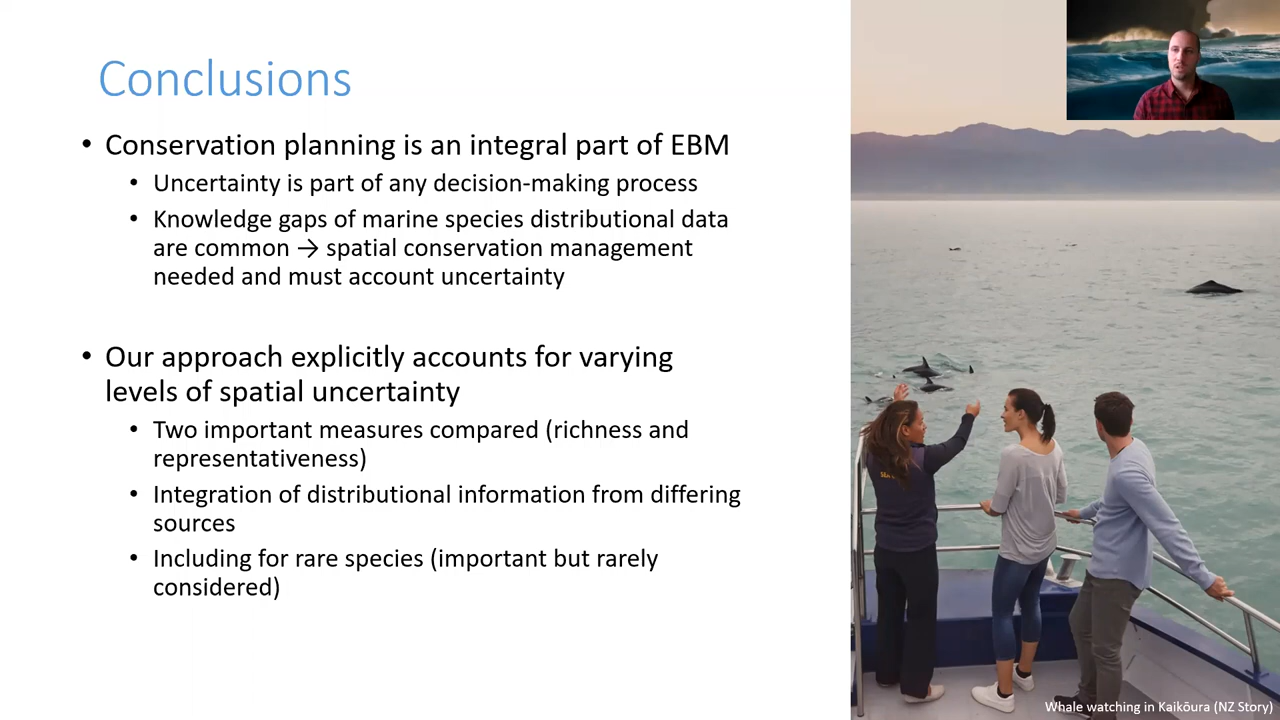 Conclusions
• Conservation planning is an integral part of EBM
• Uncertainty is part of any decision-making process
• Knowledge gaps of marine species distributional data
are common → spatial conservation management
needed and must account uncertainty
• Our approach explicitly accounts for varying
levels of spatial uncertainty
• Two important measures compared (richness and
representativeness)
• Integration of distributional information from differing
sources
• Including for rare species (important but rarely
considered)
Whale watching in Kaikōura (NZ Story)